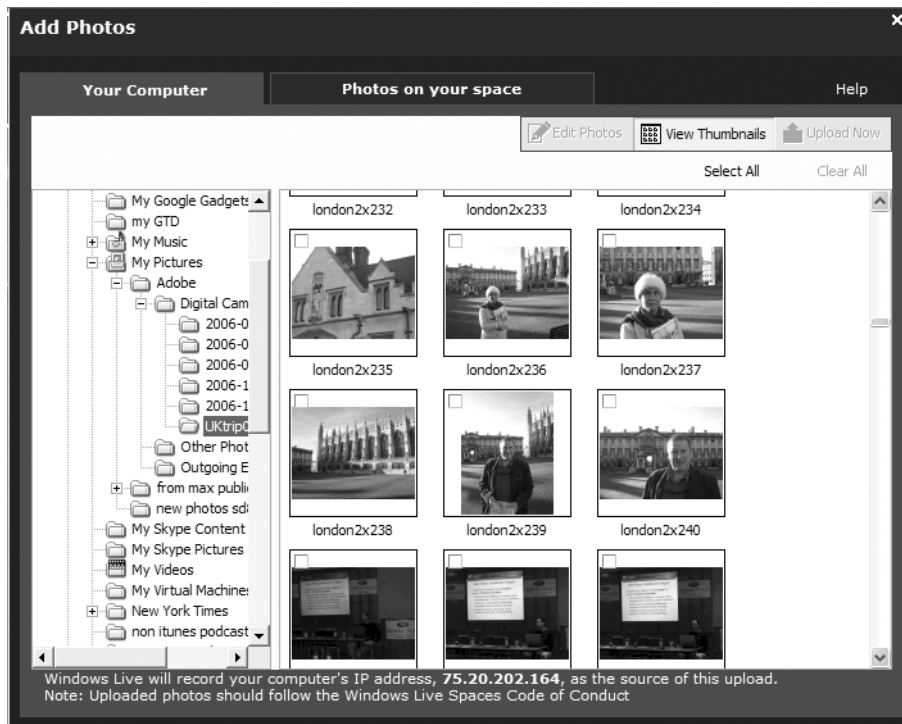 Add Photos
Your Computer
Photos on your space
Help
Edit Photos
View Thumbnails
Upload Now
Select All
Clear All
My Google Gadgets
my GTD
My Music
My Pictures
Adobe
Digital Cam
2006-0
2006-0
2006-0
2006-1
2006-1
UKtrip0
Other Phot
Outgoing E
from max public
new photos sd
My Skype Content
My Skype Pictures
My Videos
My Virtual Machines
New York Times
non itunes podcast
london2x232
london2x233
london2x234
london2x235
london2x236
london2x237
london2x238
london2x239
london2x240
Windows Live will record your computer's IP address, 75.20.202.164, as the source of this upload.
Note: Uploaded photos should follow the Windows Live Spaces Code of Conduct